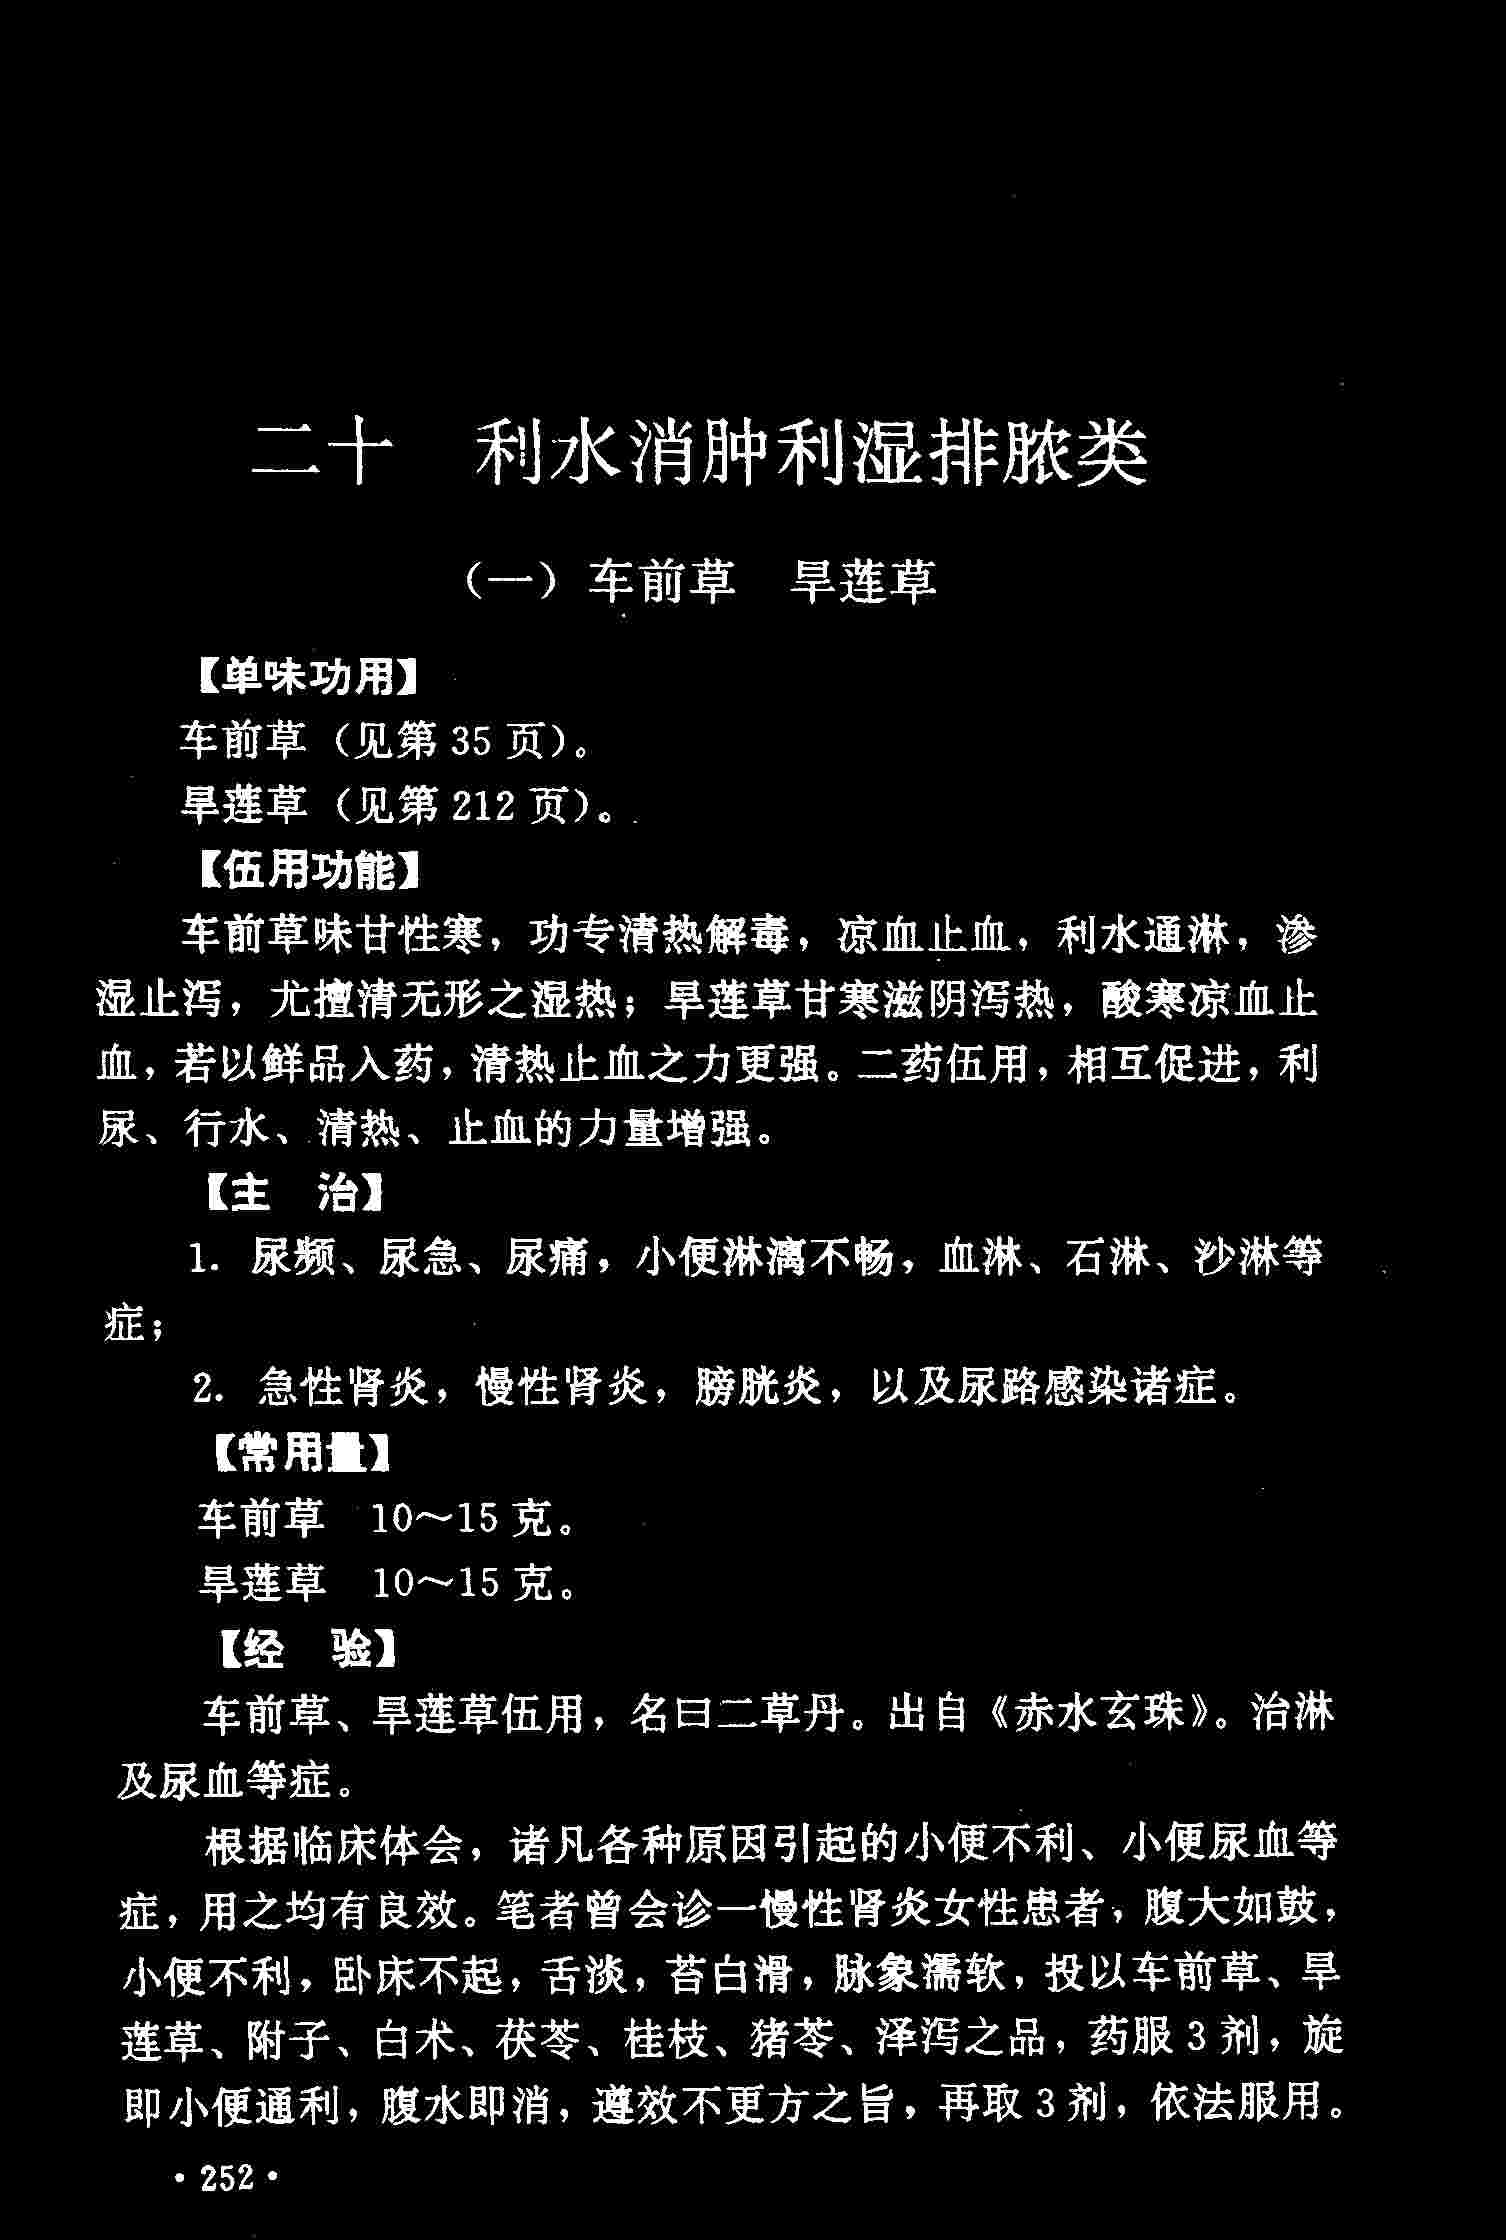 二十　利水消肿利湿排脓类
（一）车前草　旱莲草
【单味功用】
车前草（见第 35 页）。
旱莲草（见第 212 页）。
【伍用功能】
车前草味甘性寒，功专清热解毒，凉血止血，利水通淋，渗
湿止泻，尤擅清无形之湿热；旱莲草甘寒滋阴泻热，酸寒凉血止
血，若以鲜品入药，清热止血之力更强。二药伍用，相互促进，利
尿、行水、清热、止血的力量增强。
【主　治】
1. 尿频、尿急、尿痛，小便淋漓不畅，血淋、石淋、沙淋等
症；
2. 急性肾炎，慢性肾炎，膀胱炎，以及尿路感染诸症。
【常用量】
车前草　10～15 克。
旱莲草　10～15 克。
【经　验】
车前草、旱莲草伍用，名曰二草丹。出自《赤水玄珠》。治淋
及尿血等症。
根据临床体会，诸凡各种原因引起的小便不利、小便尿血等
症，用之均有良效。笔者曾会诊一慢性肾炎女性患者，腹大如鼓，
小便不利，卧床不起，舌淡，苔白滑，脉象濡软，投以车前草、旱
莲草、附子、白术、茯苓、桂枝、猪苓、泽泻之品，药服 3 剂，旋
即小便通利，腹水即消，遵效不更方之旨，再取 3 剂，依法服用。
·252·